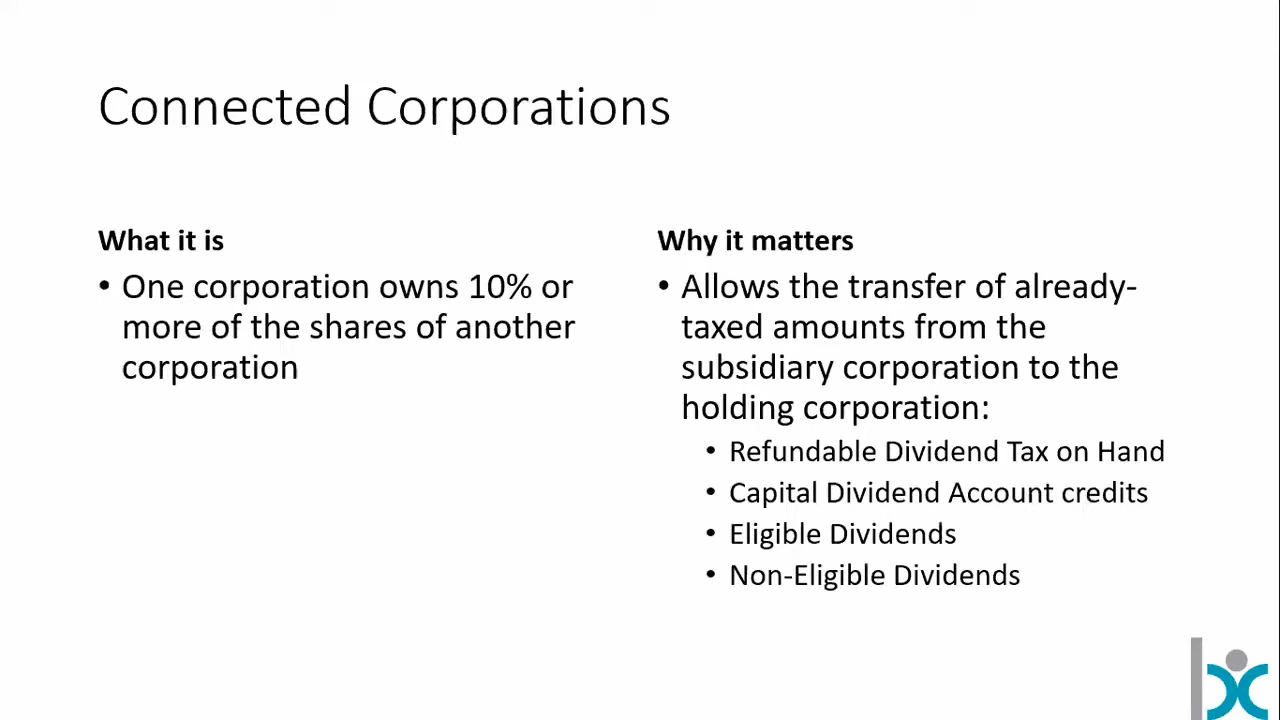 Connected Corporations
What it is
• One corporation owns 10% or
more of the shares of another
corporation
Why it matters
• Allows the transfer of already-
taxed amounts from the
subsidiary corporation to the
holding corporation:
• Refundable Dividend Tax on Hand
• Capital Dividend Account credits
• Eligible Dividends
• Non-Eligible Dividends